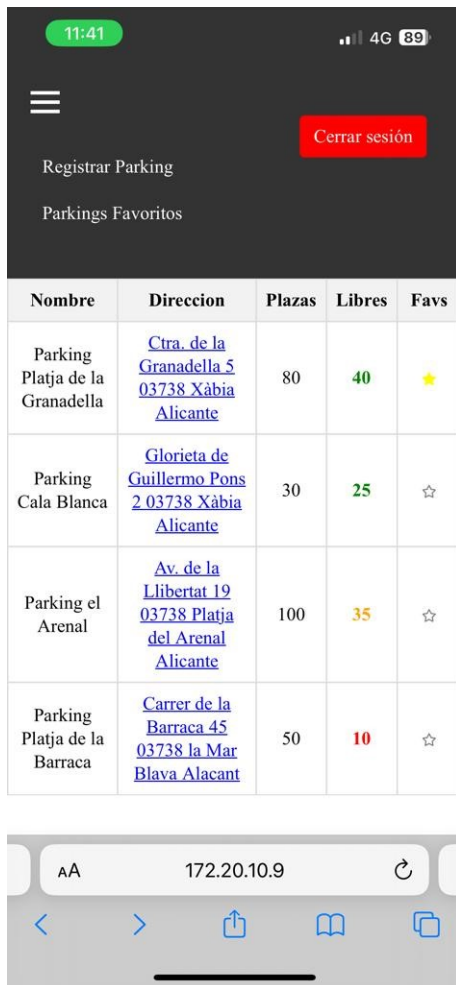 11:41
4G 89
Cerrar sesión
Registrar Parking
Parkings Favoritos
Nombre Direccion Plazas Libres Favs
Parking
Platja de la
Granadella
Ctra. de la
Granadella 5
03738 Xàbia
Alicante
80
40
Parking
Cala Blanca
Glorieta de
Guillermo Pons
2 03738 Xàbia
Alicante
30
25
Parking el
Arenal
Av. de la
Llibertat 19
03738 Platja
del Arenal
Alicante
100
35
Parking
Platja de la
Barraca
Carrer de la
Barraca 45
03738 la Mar
Blava Alacant
50
10
AA
172.20.10.9